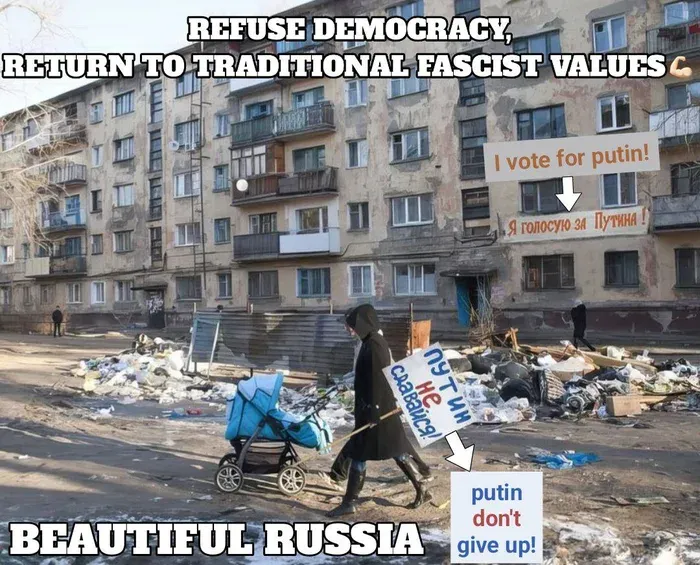 REFUSE DEMOCRACY,
RETURN TO TRADITIONAL FASCIST VALUES💪🏻
I vote for putin!
Я голосую за Путина!
ПУТИН
НЕ
СДАВАЙСЯ!
putin
don't
give up!
BEAUTIFUL RUSSIA